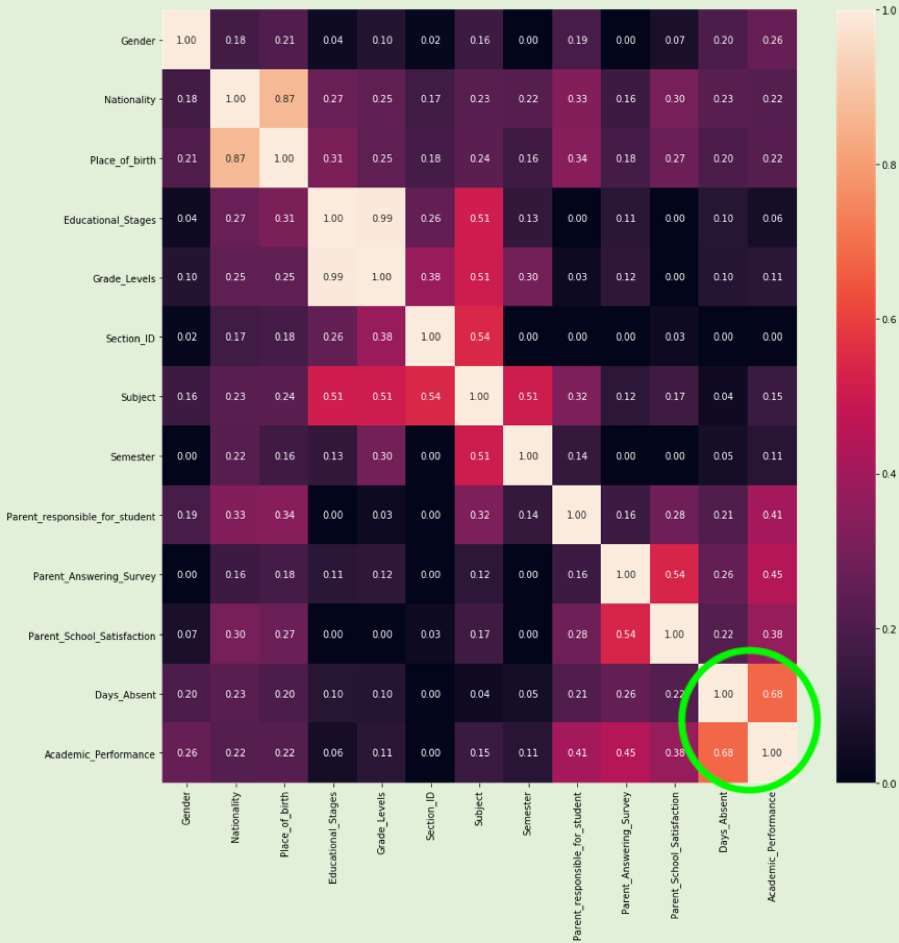 1.0
Gender 1.00 0.18 0.21 0.04 0.10 0.02 0.16 0.00 0.19 0.00 0.07 0.20 0.26
Nationality 0.18 1.00 0.87 0.27 0.25 0.17 0.23 0.22 0.33 0.16 0.30 0.23 0.22
0.8
Place_of_birth 0.21 0.87 1.00 0.31 0.25 0.18 0.24 0.16 0.34 0.18 0.27 0.20 0.22
Educational_Stages 0.04 0.27 0.31 1.00 0.99 0.26 0.51 0.13 0.00 0.11 0.00 0.10 0.06
Grade_Levels 0.10 0.25 0.25 0.99 1.00 0.38 0.51 0.30 0.03 0.12 0.00 0.10 0.11
0.6
Section_ID 0.02 0.17 0.18 0.26 0.38 1.00 0.54 0.00 0.00 0.00 0.03 0.00 0.00
Subject 0.16 0.23 0.24 0.51 0.51 0.54 1.00 0.51 0.32 0.12 0.17 0.04 0.15
Semester 0.00 0.22 0.16 0.13 0.30 0.00 0.51 1.00 0.14 0.00 0.00 0.05 0.11
0.4
Parent_responsible_for_student 0.19 0.33 0.34 0.00 0.03 0.00 0.32 0.14 1.00 0.16 0.28 0.21 0.41
Parent_Answering_Survey 0.00 0.16 0.18 0.11 0.12 0.00 0.12 0.00 0.16 1.00 0.54 0.26 0.45
0.2
Parent_School_Satisfaction 0.07 0.30 0.27 0.00 0.00 0.03 0.17 0.00 0.28 0.54 1.00 0.22 0.38
Days_Absent 0.20 0.23 0.20 0.10 0.10 0.00 0.04 0.05 0.21 0.26 0.22 1.00 0.68
Academic_Performance 0.26 0.22 0.22 0.06 0.11 0.00 0.15 0.11 0.41 0.45 0.38 0.68 1.00
0.0
Gender
Nationality
Place_of_birth
Educational_Stages
Grade_Levels
Section_ID
Subject
Semester
Parent_responsible_for_student
Parent_Answering_Survey
Parent_School_Satisfaction
Days_Absent
Academic_Performance